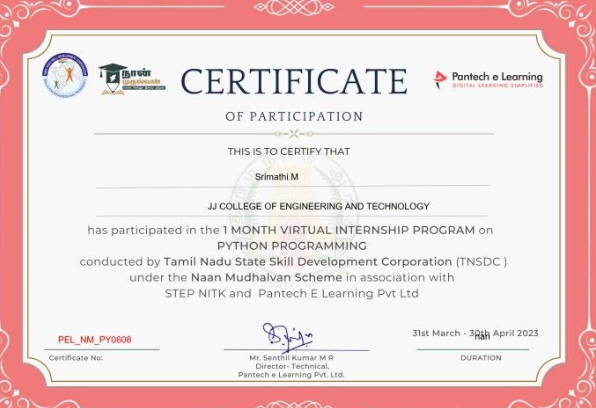 நான்
முதல்வன்
CERTIFICATE
Pantech e Learning
DIGITAL LEARNING SIMPLIFIED
OF PARTICIPATION
THIS IS TO CERTIFY THAT
Srimathi.M
JJ COLLEGE OF ENGINEERING AND TECHNOLOGY
has participated in the 1 MONTH VIRTUAL INTERNSHIP PROGRAM on
PYTHON PROGRAMMING
conducted by Tamil Nadu State Skill Development Corporation (TNSDC )
under the Naan Mudhalvan Scheme in association with
STEP NITK and Pantech E Learning Pvt Ltd
PEL_NM_PY0608
31st March - 30th April 2023
nan
Certificate No:
Mr. Senthil Kumar M R
Director- Technical,
Pantech e Learning Pvt. Ltd.
DURATION